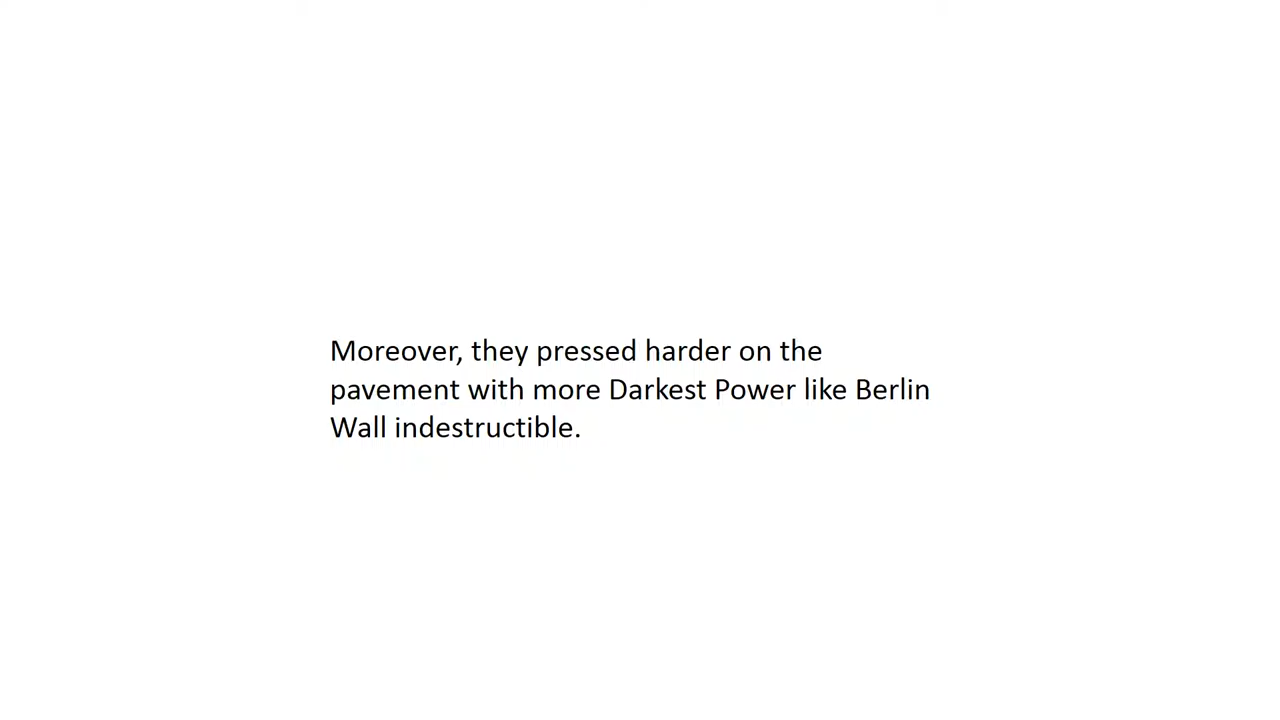 Moreover, they pressed harder on the
pavement with more Darkest Power like Berlin
Wall indestructible.